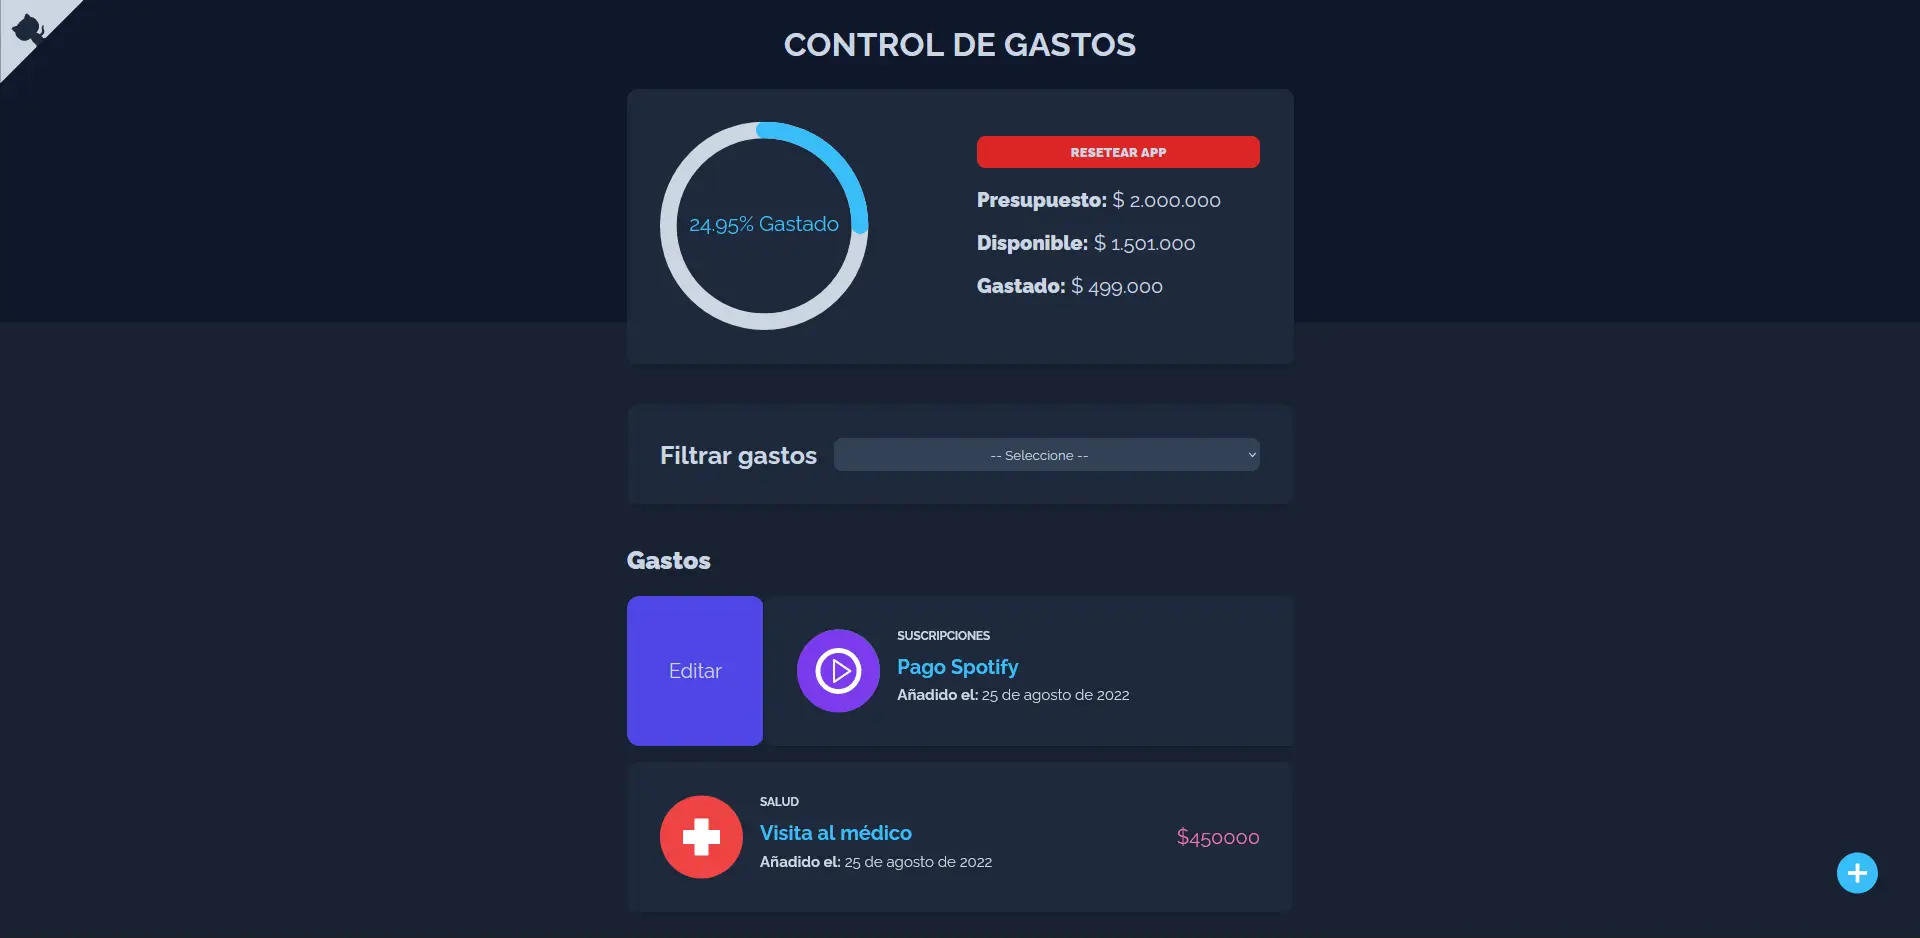 CONTROL DE GASTOS
24.95% Gastado
RESETEAR APP
Presupuesto: $ 2.000.000
Disponible: $ 1.501.000
Gastado: $ 499.000
Filtrar gastos
-- Seleccione --
Gastos
Editar
SUSCRIPCIONES
Pago Spotify
Añadido el: 25 de agosto de 2022
SALUD
Visita al médico
Añadido el: 25 de agosto de 2022
$450000